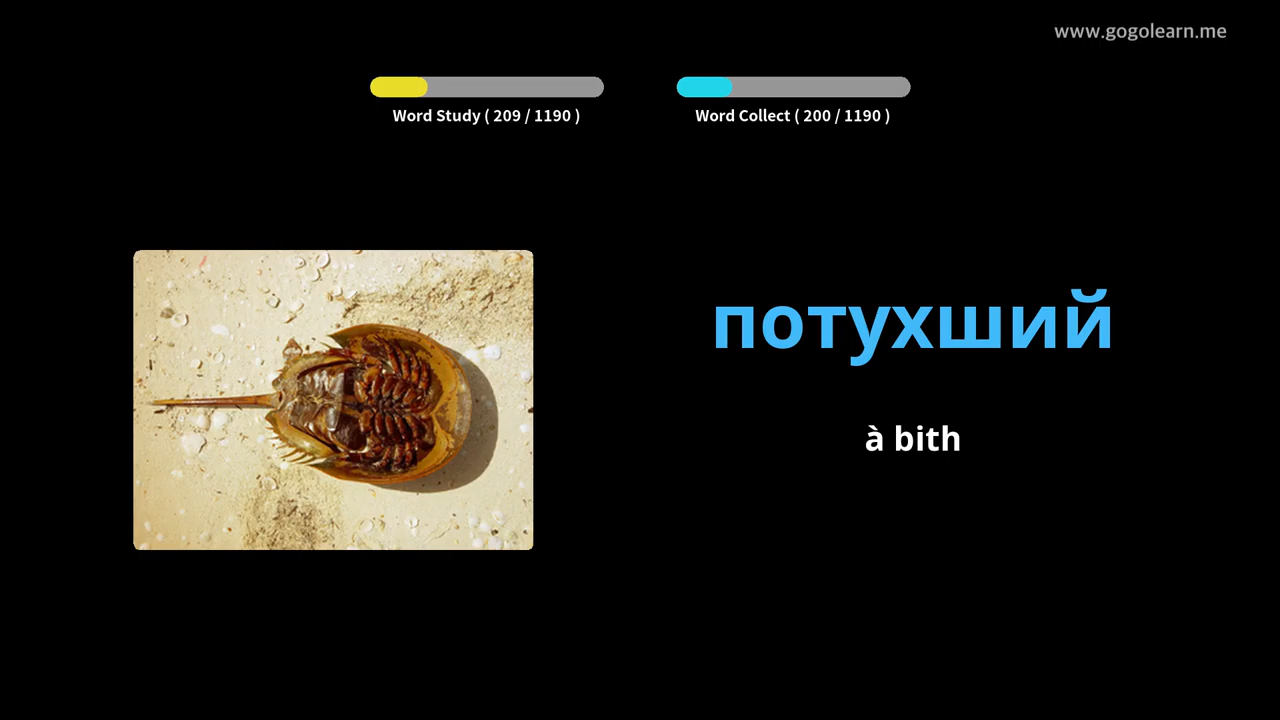 www.gogolearn.me
Word Study ( 209 / 1190 )
Word Collect ( 200 / 1190 )
потухший
à bith